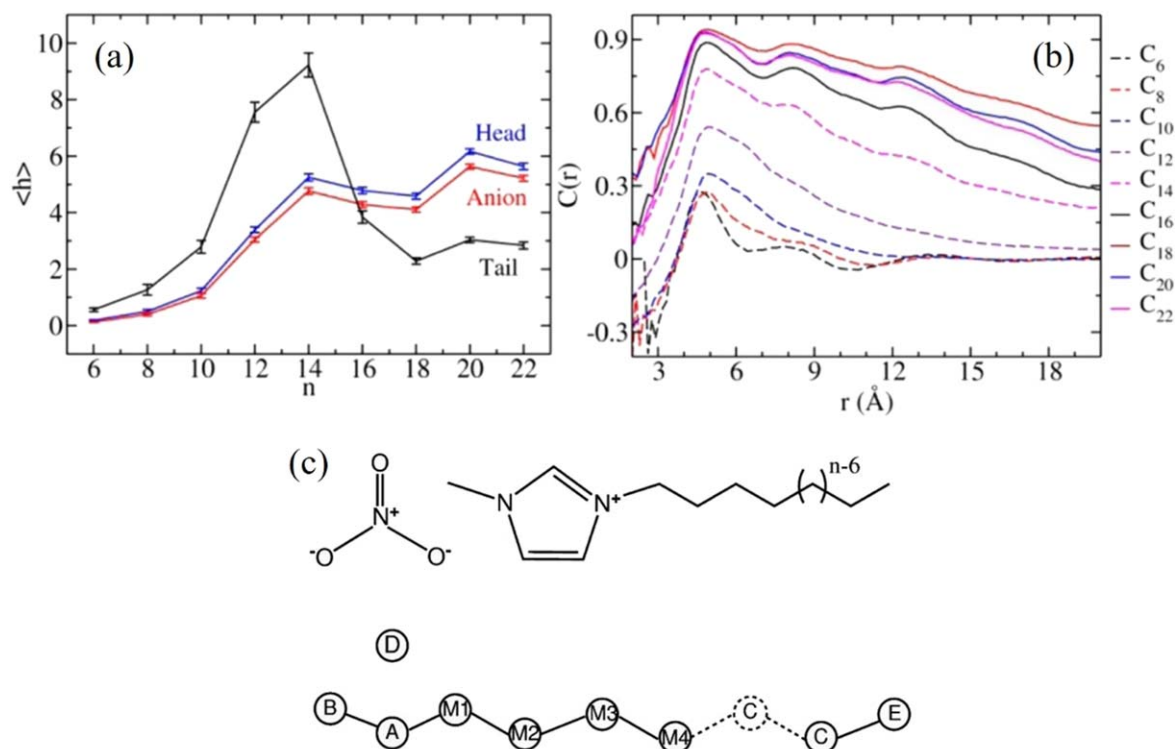 (a)
10
8
6
4
2
0
<h>
Head
Anion
Tail
6 8 10 12 14 16 18 20 22
n
(b)
0.9
0.6
0.3
0
-0.3
C(r)
3 6 9 12 15 18
r (Å)
C6
C8
C10
C12
C14
C16
C18
C20
C22
(c)
O
N+
-O O-
N N+
n-6
D
B A M1 M2 M3 M4 C C E